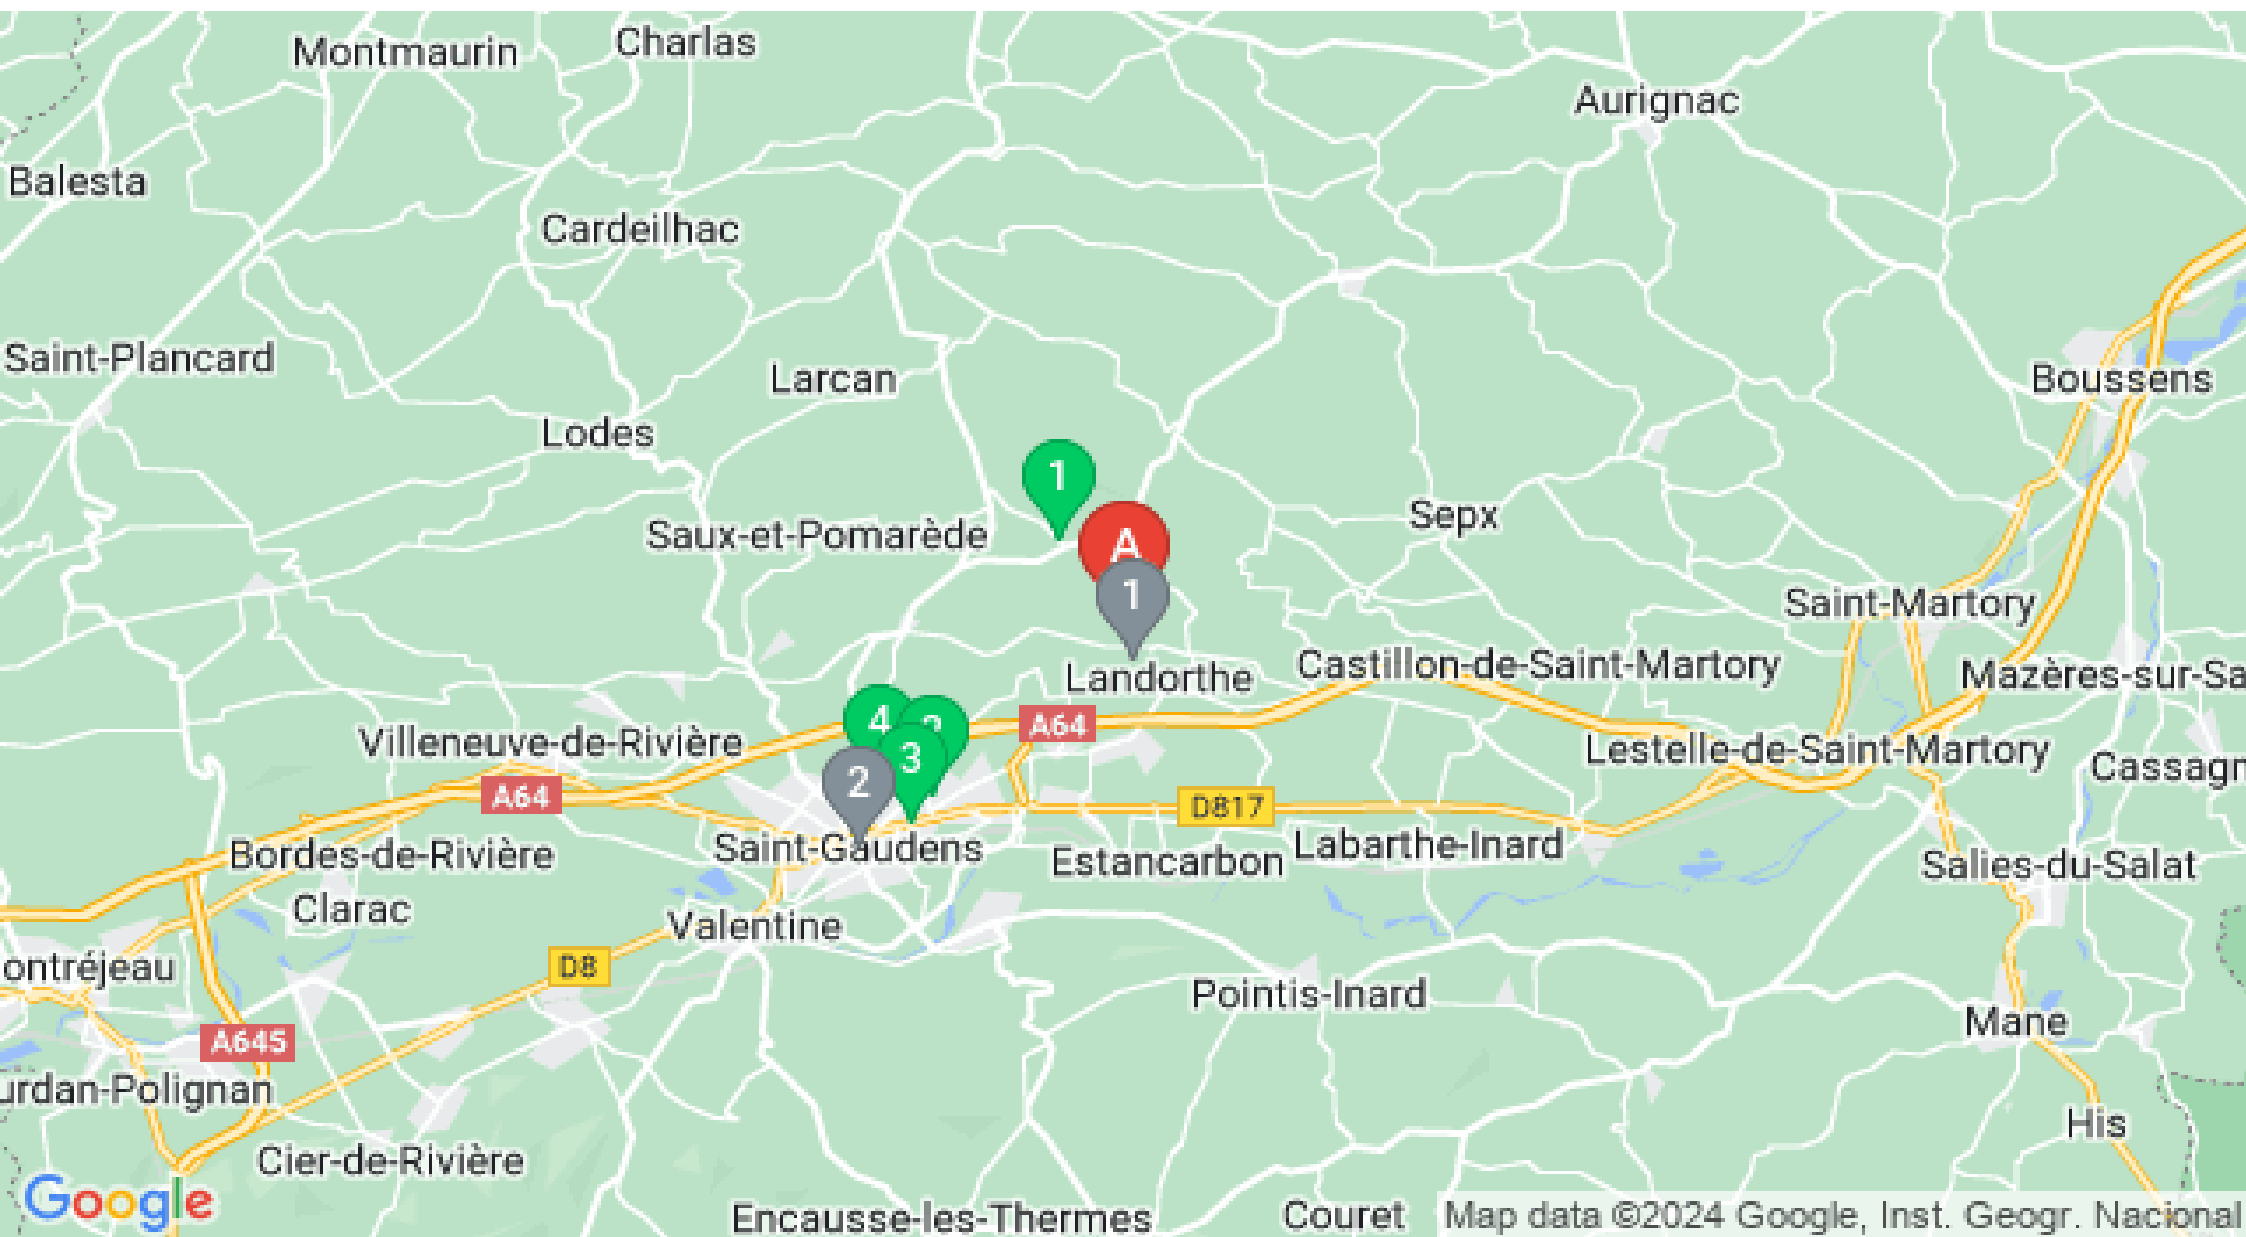 Montmaurin
Charlas
Aurignac
Balesta
Cardeilhac
Saint-Plancard
Larcan
Boussens
Lodes
1
Sepx
Saux-et-Pomarède
A
1
Saint-Martory
Castillon-de-Saint-Martory
Landorthe
Mazères-sur-Sa
4
A64
Villeneuve-de-Rivière
3
Lestelle-de-Saint-Martory
Cassagn
2
A64
D817
Saint-Gaudens
Labarthe-Inard
Bordes-de-Rivière
Estancarbon
Salies-du-Salat
Clarac
Valentine
D8
ontréjeau
Pointis-Inard
Mane
A645
urdan-Polignan
His
Cier-de-Rivière
Google
Encausse-les-Thermes
Couret
Map data ©2024 Google, Inst. Geogr. Nacional